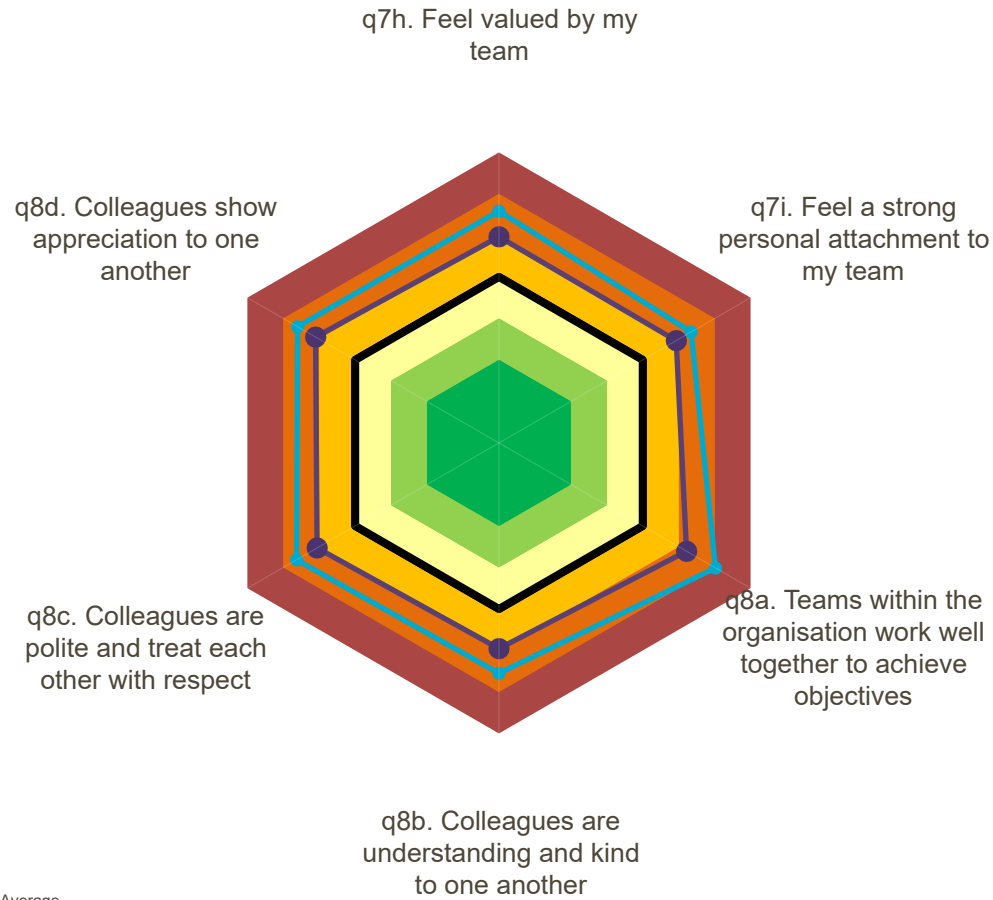 q7h. Feel valued by my
team
q7i. Feel a strong
personal attachment to
my team
q8a. Teams within the
organisation work well
together to achieve
objectives
q8b. Colleagues are
understanding and kind
to one another
q8c. Colleagues are
polite and treat each
other with respect
q8d. Colleagues show
appreciation to one
another
Average